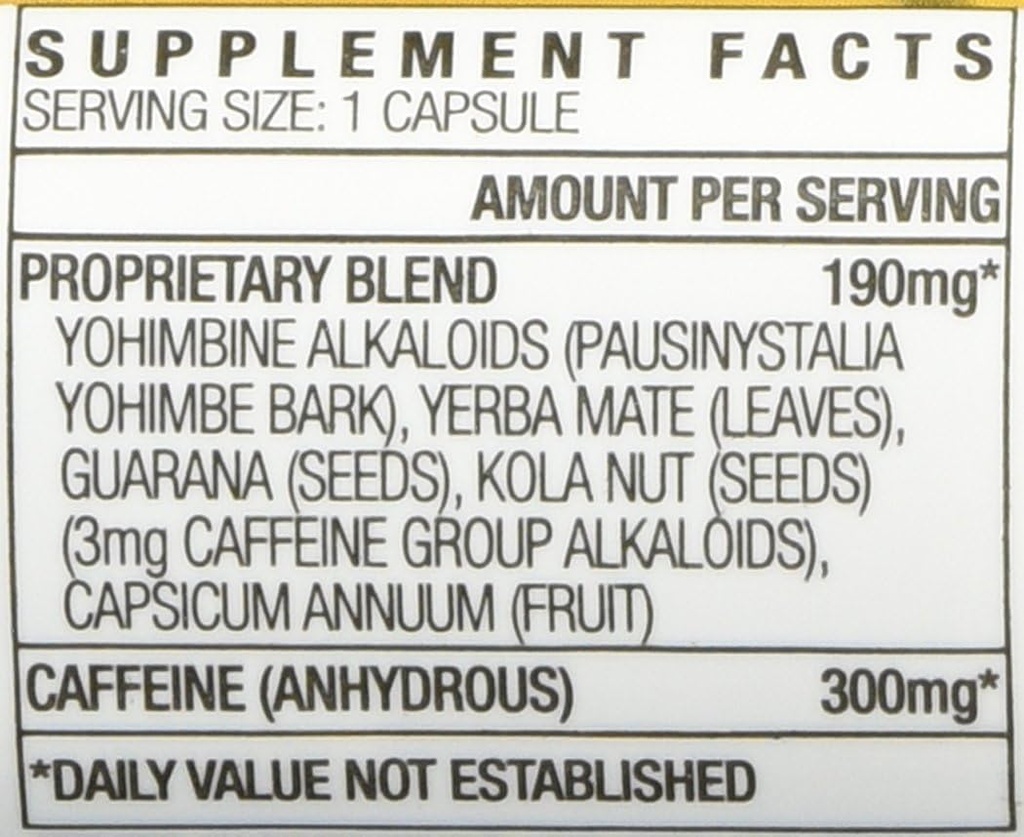 SUPPLEMENT FACTS
SERVING SIZE: 1 CAPSULE
AMOUNT PER SERVING
PROPRIETARY BLEND 190mg*
YOHIMBINE ALKALOIDS (PAUSINYSTALIA
YOHIMBE BARK), YERBA MATE (LEAVES),
GUARANA (SEEDS), KOLA NUT (SEEDS)
(3mg CAFFEINE GROUP ALKALOIDS),
CAPSICUM ANNUUM (FRUIT)
CAFFEINE (ANHYDROUS) 300mg*
*DAILY VALUE NOT ESTABLISHED